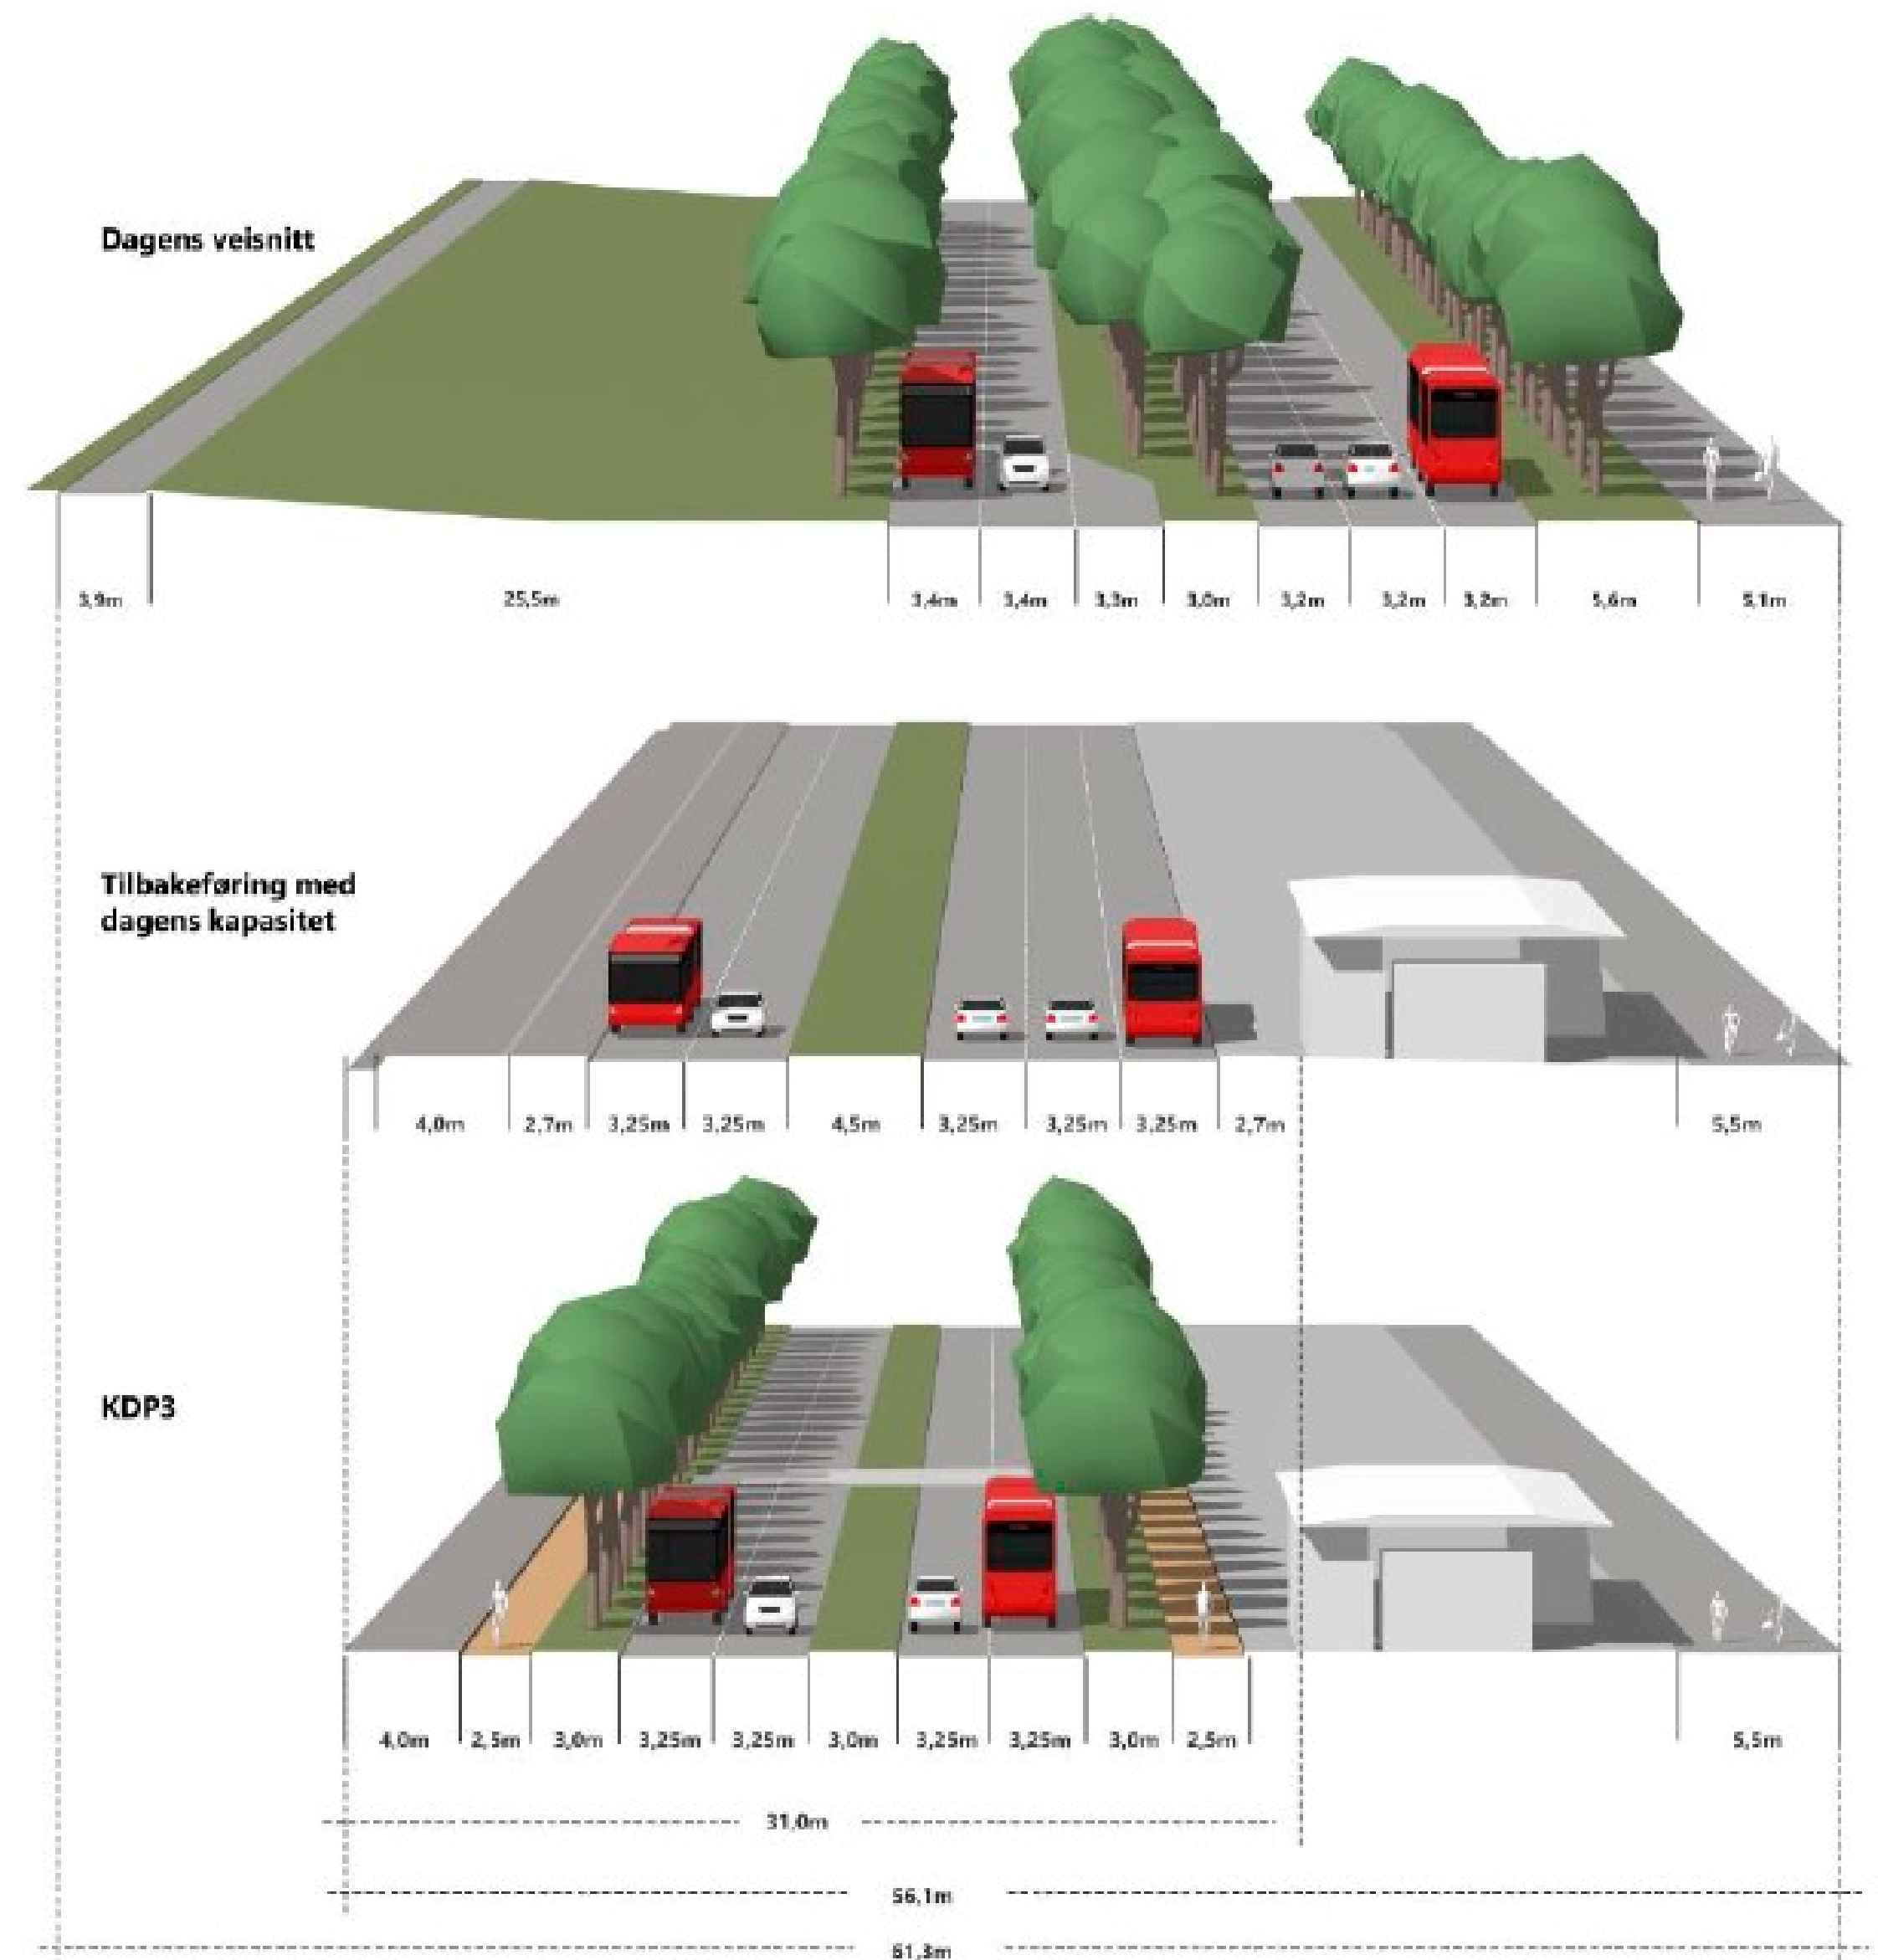 Dagens veisnitt
3,9m 25,5m 3,4m 3,4m 3,3m 3,0m 3,2m 3,2m 3,2m 5,6m 5,1m
Tilbakeføring med
dagens kapasitet
4,0m 2,7m 3,25m 3,25m 4,5m 3,25m 3,25m 3,25m 2,7m 5,5m
KDP3
4,0m 2,5m 3,0m 3,25m 3,25m 3,0m 3,25m 3,25m 3,0m 2,5m 5,5m
31,0m
56,1m
61,3m